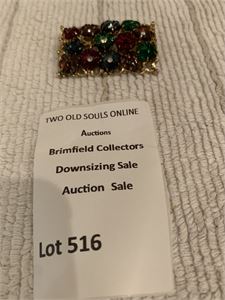 TWO OLD SOULS ONLINE
Auctions
Brimfield Collectors
Downsizing Sale
Auction Sale
Lot 516